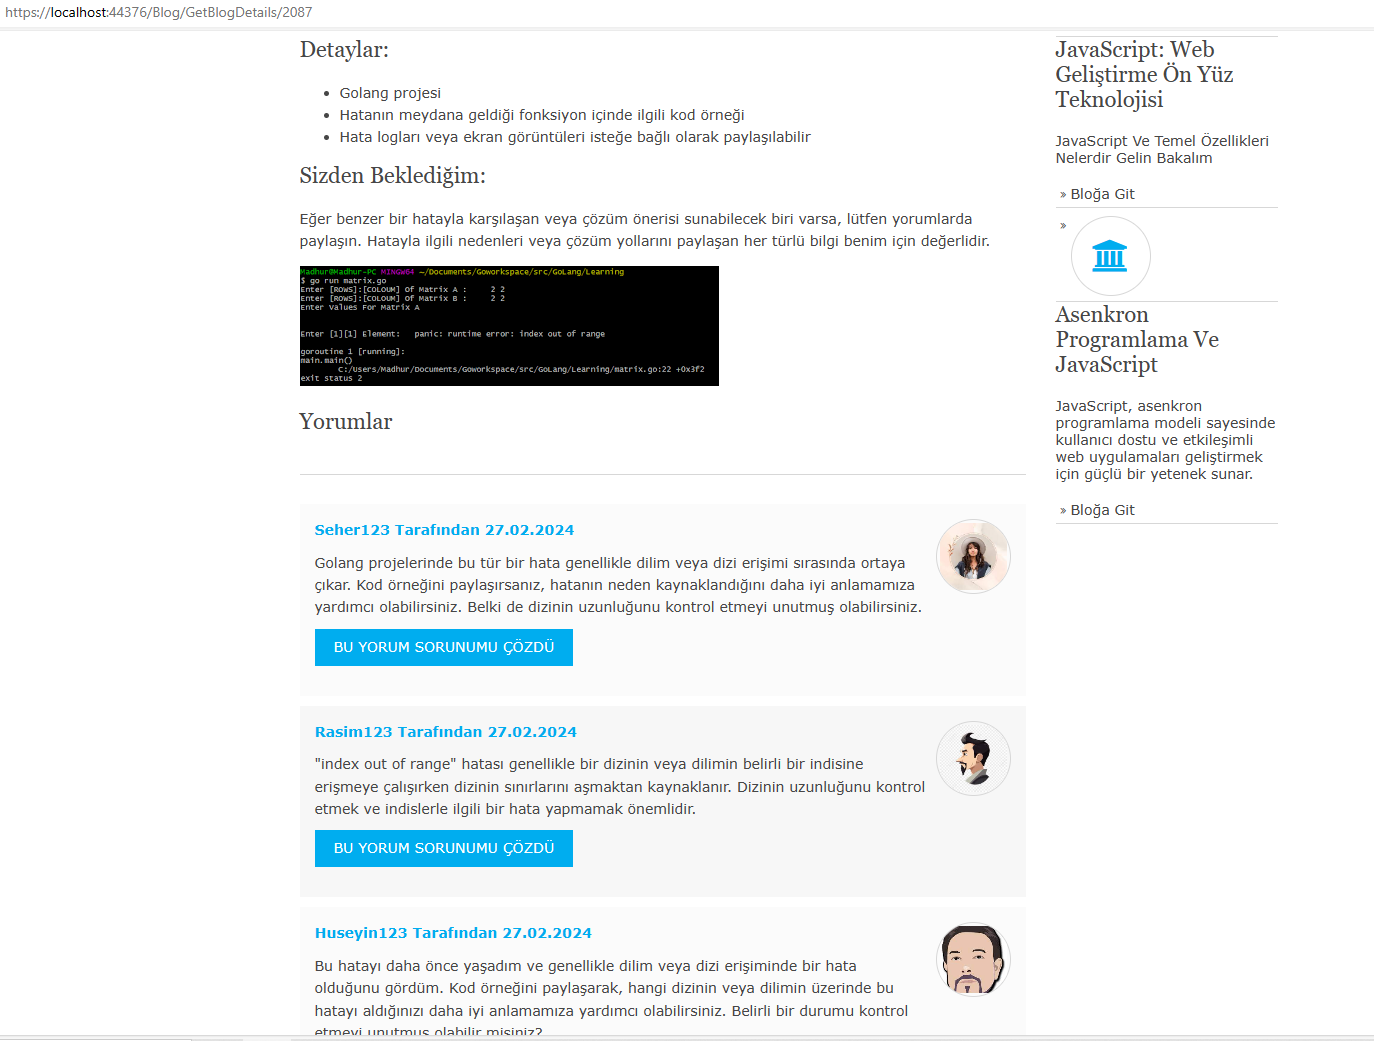 https://localhost:44376/Blog/GetBlogDetails/2087
Detaylar:
• Golang projesi
• Hatanın meydana geldiği fonksiyon içinde ilgili kod örneği
• Hata logları veya ekran görüntüleri isteğe bağlı olarak paylaşılabilir
Sizden Beklediğim:
Eğer benzer bir hatayla karşılaşan veya çözüm önerisi sunabilecek biri varsa, lütfen yorumlarda
paylaşın. Hatayla ilgili nedenleri veya çözüm yollarını paylaşan her türlü bilgi benim için değerlidir.
Madhur@Madhur-PC MINGW64 ~/Documents/Goworkspace/src/GoLang/Learning
$ go run matrix.go
Enter [ROWS]:[COLOUM] Of Matrix A : 2 2
Enter [ROWS]:[COLOUM] Of Matrix B : 2 2
Enter Values For Matrix A
Enter [1][1] Element: panic: runtime error: index out of range
goroutine 1 [running]:
main.main()
C:/Users/Madhur/Documents/Goworkspace/src/GoLang/Learning/matrix.go:22 +0x3f2
exit status 2
Yorumlar
Seher123 Tarafından 27.02.2024
Golang projelerinde bu tür bir hata genellikle dilim veya dizi erişimi sırasında ortaya
çıkar. Kod örneğini paylaşırsanız, hatanın neden kaynaklandığını daha iyi anlamamıza
yardımcı olabilirsiniz. Belki de dizinin uzunluğunu kontrol etmeyi unutmuş olabilirsiniz.
BU YORUM SORUNUMU ÇÖZDÜ
Rasim123 Tarafından 27.02.2024
"index out of range" hatası genellikle bir dizinin veya dilimin belirli bir indisine
erişmeye çalışırken dizinin sınırlarını aşmaktan kaynaklanır. Dizinin uzunluğunu kontrol
etmek ve indislerle ilgili bir hata yapmamak önemlidir.
BU YORUM SORUNUMU ÇÖZDÜ
Huseyin123 Tarafından 27.02.2024
Bu hatayı daha önce yaşadım ve genellikle dilim veya dizi erişiminde bir hata
olduğunu gördüm. Kod örneğini paylaşarak, hangi dizinin veya dilimin üzerinde bu
hatayı aldığınızı daha iyi anlamamıza yardımcı olabilirsiniz. Belirli bir durumu kontrol
etmeyi unutmuş olabilir misiniz?
JavaScript: Web
Geliştirme Ön Yüz
Teknolojisi
JavaScript Ve Temel Özellikleri
Nelerdir Gelin Bakalım
» Bloğa Git
»
Asenkron
Programlama Ve
JavaScript
JavaScript, asenkron
programlama modeli sayesinde
kullanıcı dostu ve etkileşimli
web uygulamaları geliştirmek
için güçlü bir yetenek sunar.
» Bloğa Git